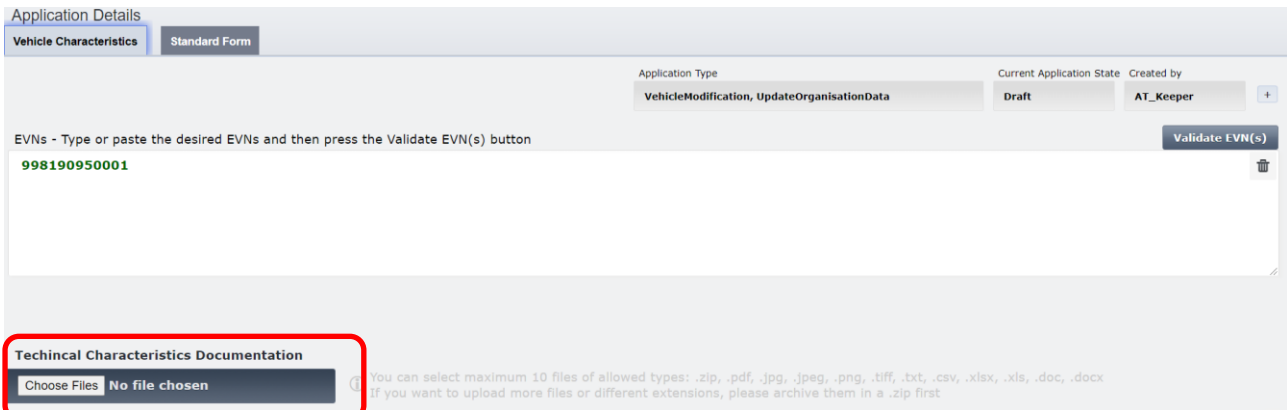 Application Details
Vehicle Characteristics Standard Form
Application Type Current Application State Created by
VehicleModification, UpdateOrganisationData Draft AT_Keeper +
EVNs - Type or paste the desired EVNs and then press the Validate EVN(s) button Validate EVN(s)
998190950001
Techincal Characteristics Documentation
Choose Files No file chosen
You can select maximum 10 files of allowed types: .zip, .pdf, .jpg, .jpeg, .png, .tiff, .txt, .csv, .xlsx, .xls, .doc, .docx
If you want to upload more files or different extensions, please archive them in a .zip first